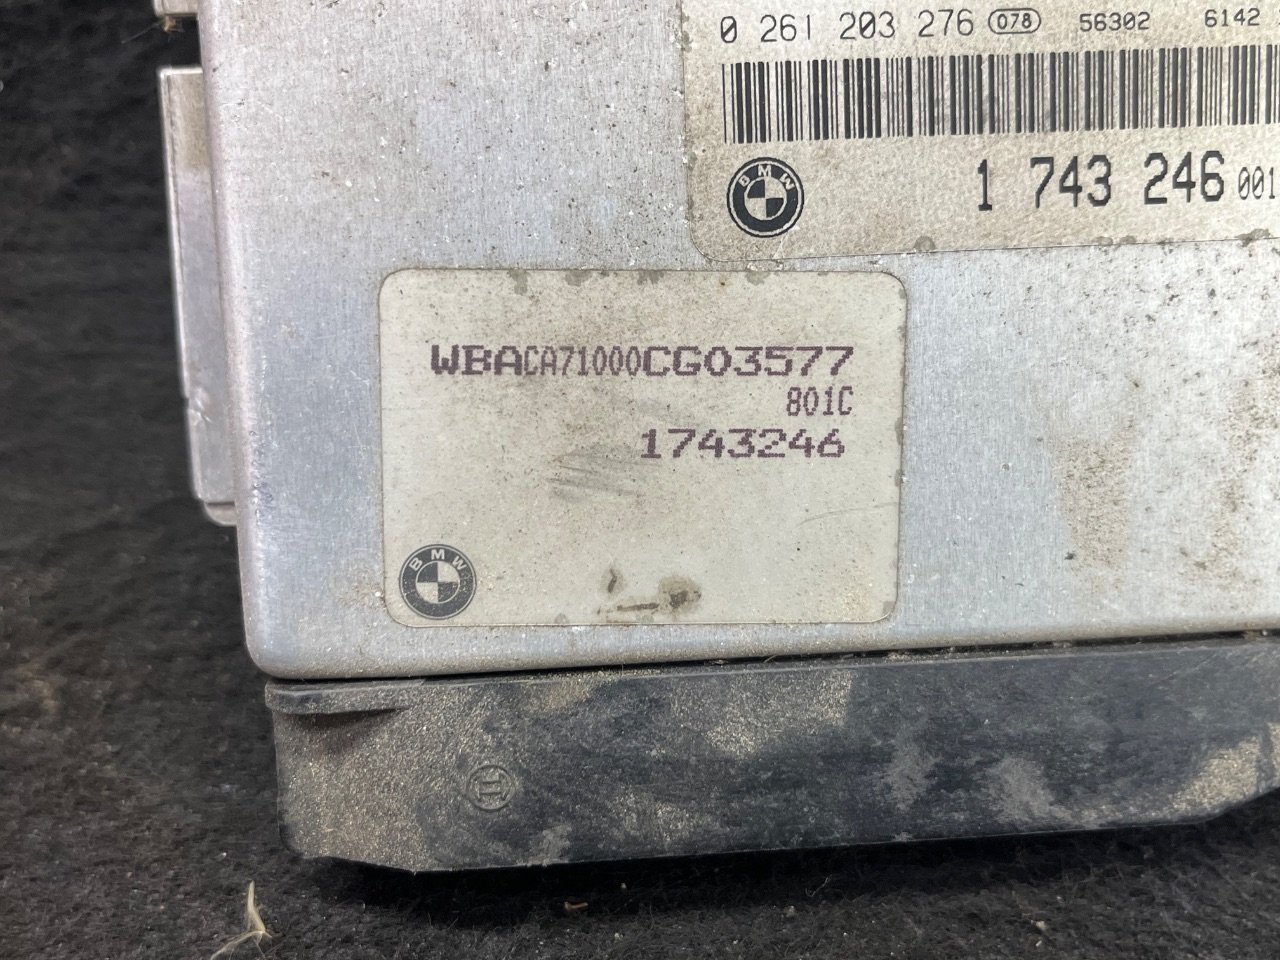 0 261 203 276 078 56302 6142
BMW
1 743 246 001
WBACA71000CG03577
801C
1743246
BMW